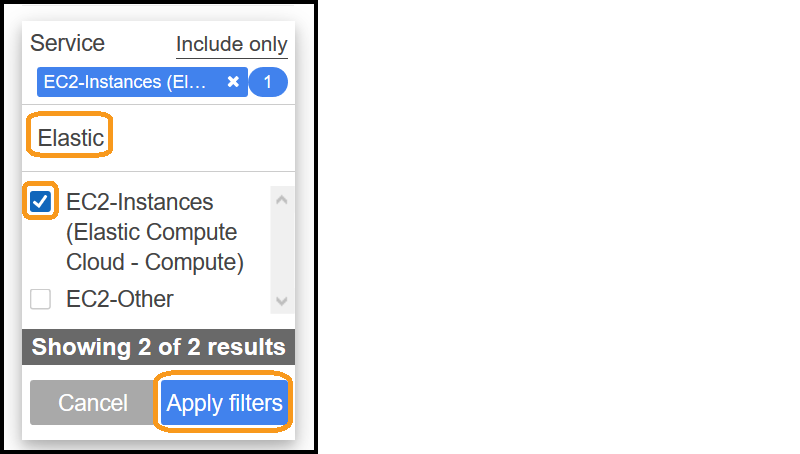 Service Include only
EC2-Instances (El... 1
Elastic
EC2-Instances
(Elastic Compute
Cloud - Compute)
EC2-Other
Showing 2 of 2 results
Cancel Apply filters